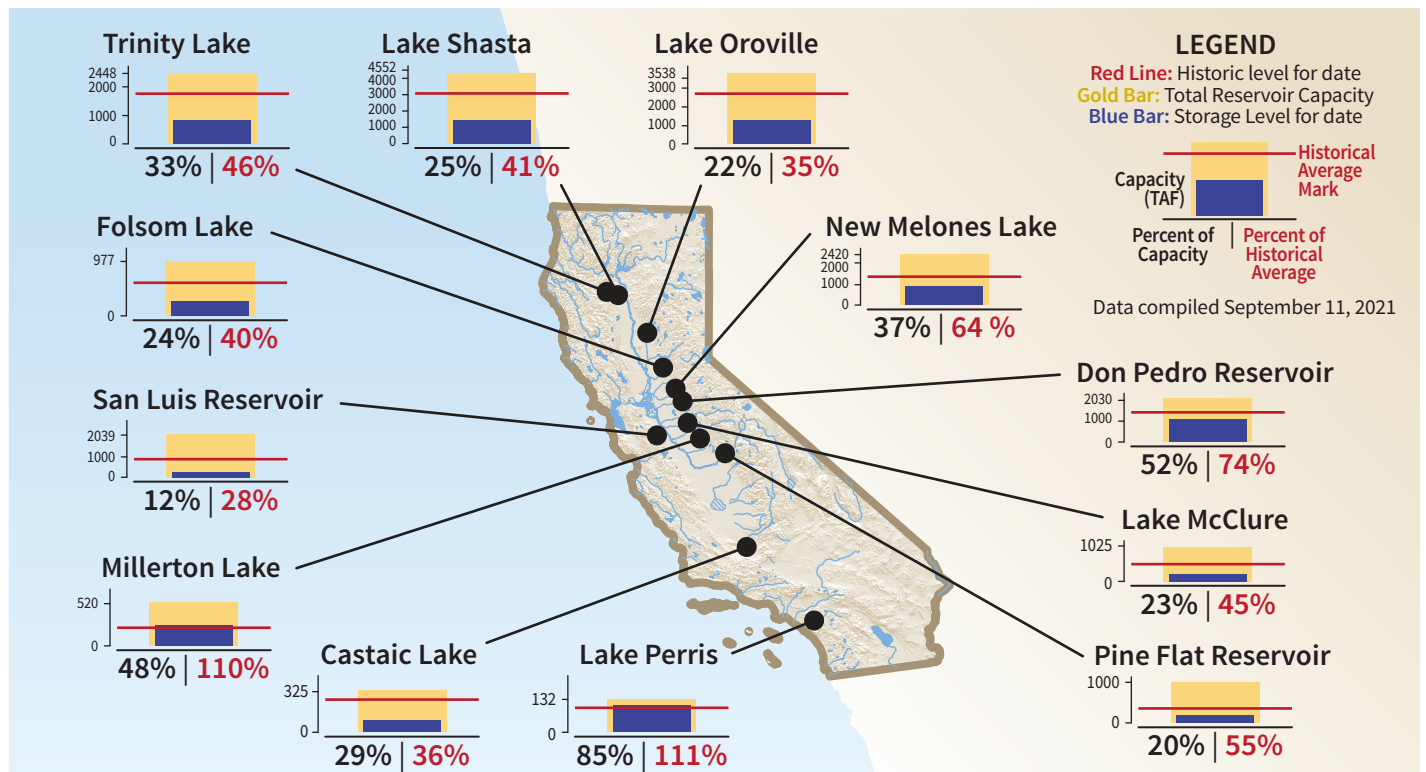 Trinity Lake
2448
2000
1000
0
33% | 46%
Lake Shasta
4552
4000
3000
2000
1000
0
25% | 41%
Lake Oroville
3538
3000
2000
1000
0
22% | 35%
LEGEND
Red Line: Historic level for date
Gold Bar: Total Reservoir Capacity
Blue Bar: Storage Level for date
Capacity
(TAF)
Historical
Average
Mark
Percent of
Capacity
Percent of
Historical
Average
Data compiled September 11, 2021
Folsom Lake
977
0
24% | 40%
New Melones Lake
2420
2000
1000
0
37% | 64 %
San Luis Reservoir
2039
1000
0
12% | 28%
Don Pedro Reservoir
2030
1000
0
52% | 74%
Millerton Lake
520
0
48% | 110%
Lake McClure
1025
0
23% | 45%
Castaic Lake
325
0
29% | 36%
Lake Perris
132
0
85% | 111%
Pine Flat Reservoir
1000
0
20% | 55%